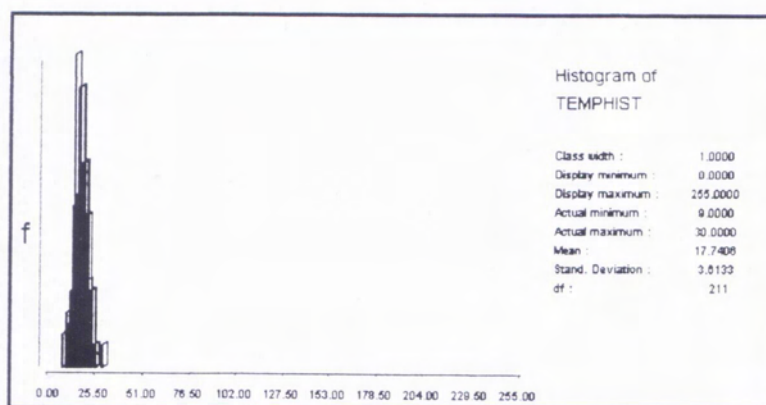 Histogram of
TEMPHIST
Class width : 1.0000
Display minimum : 0.0000
Display maximum : 255.0000
Actual minimum : 9.0000
Actual maximum : 30.0000
Mean : 17.7406
Stand. Deviation : 3.6133
df : 211
f
0.00 25.50 51.00 76.50 102.00 127.50 153.00 178.50 204.00 229.50 255.00